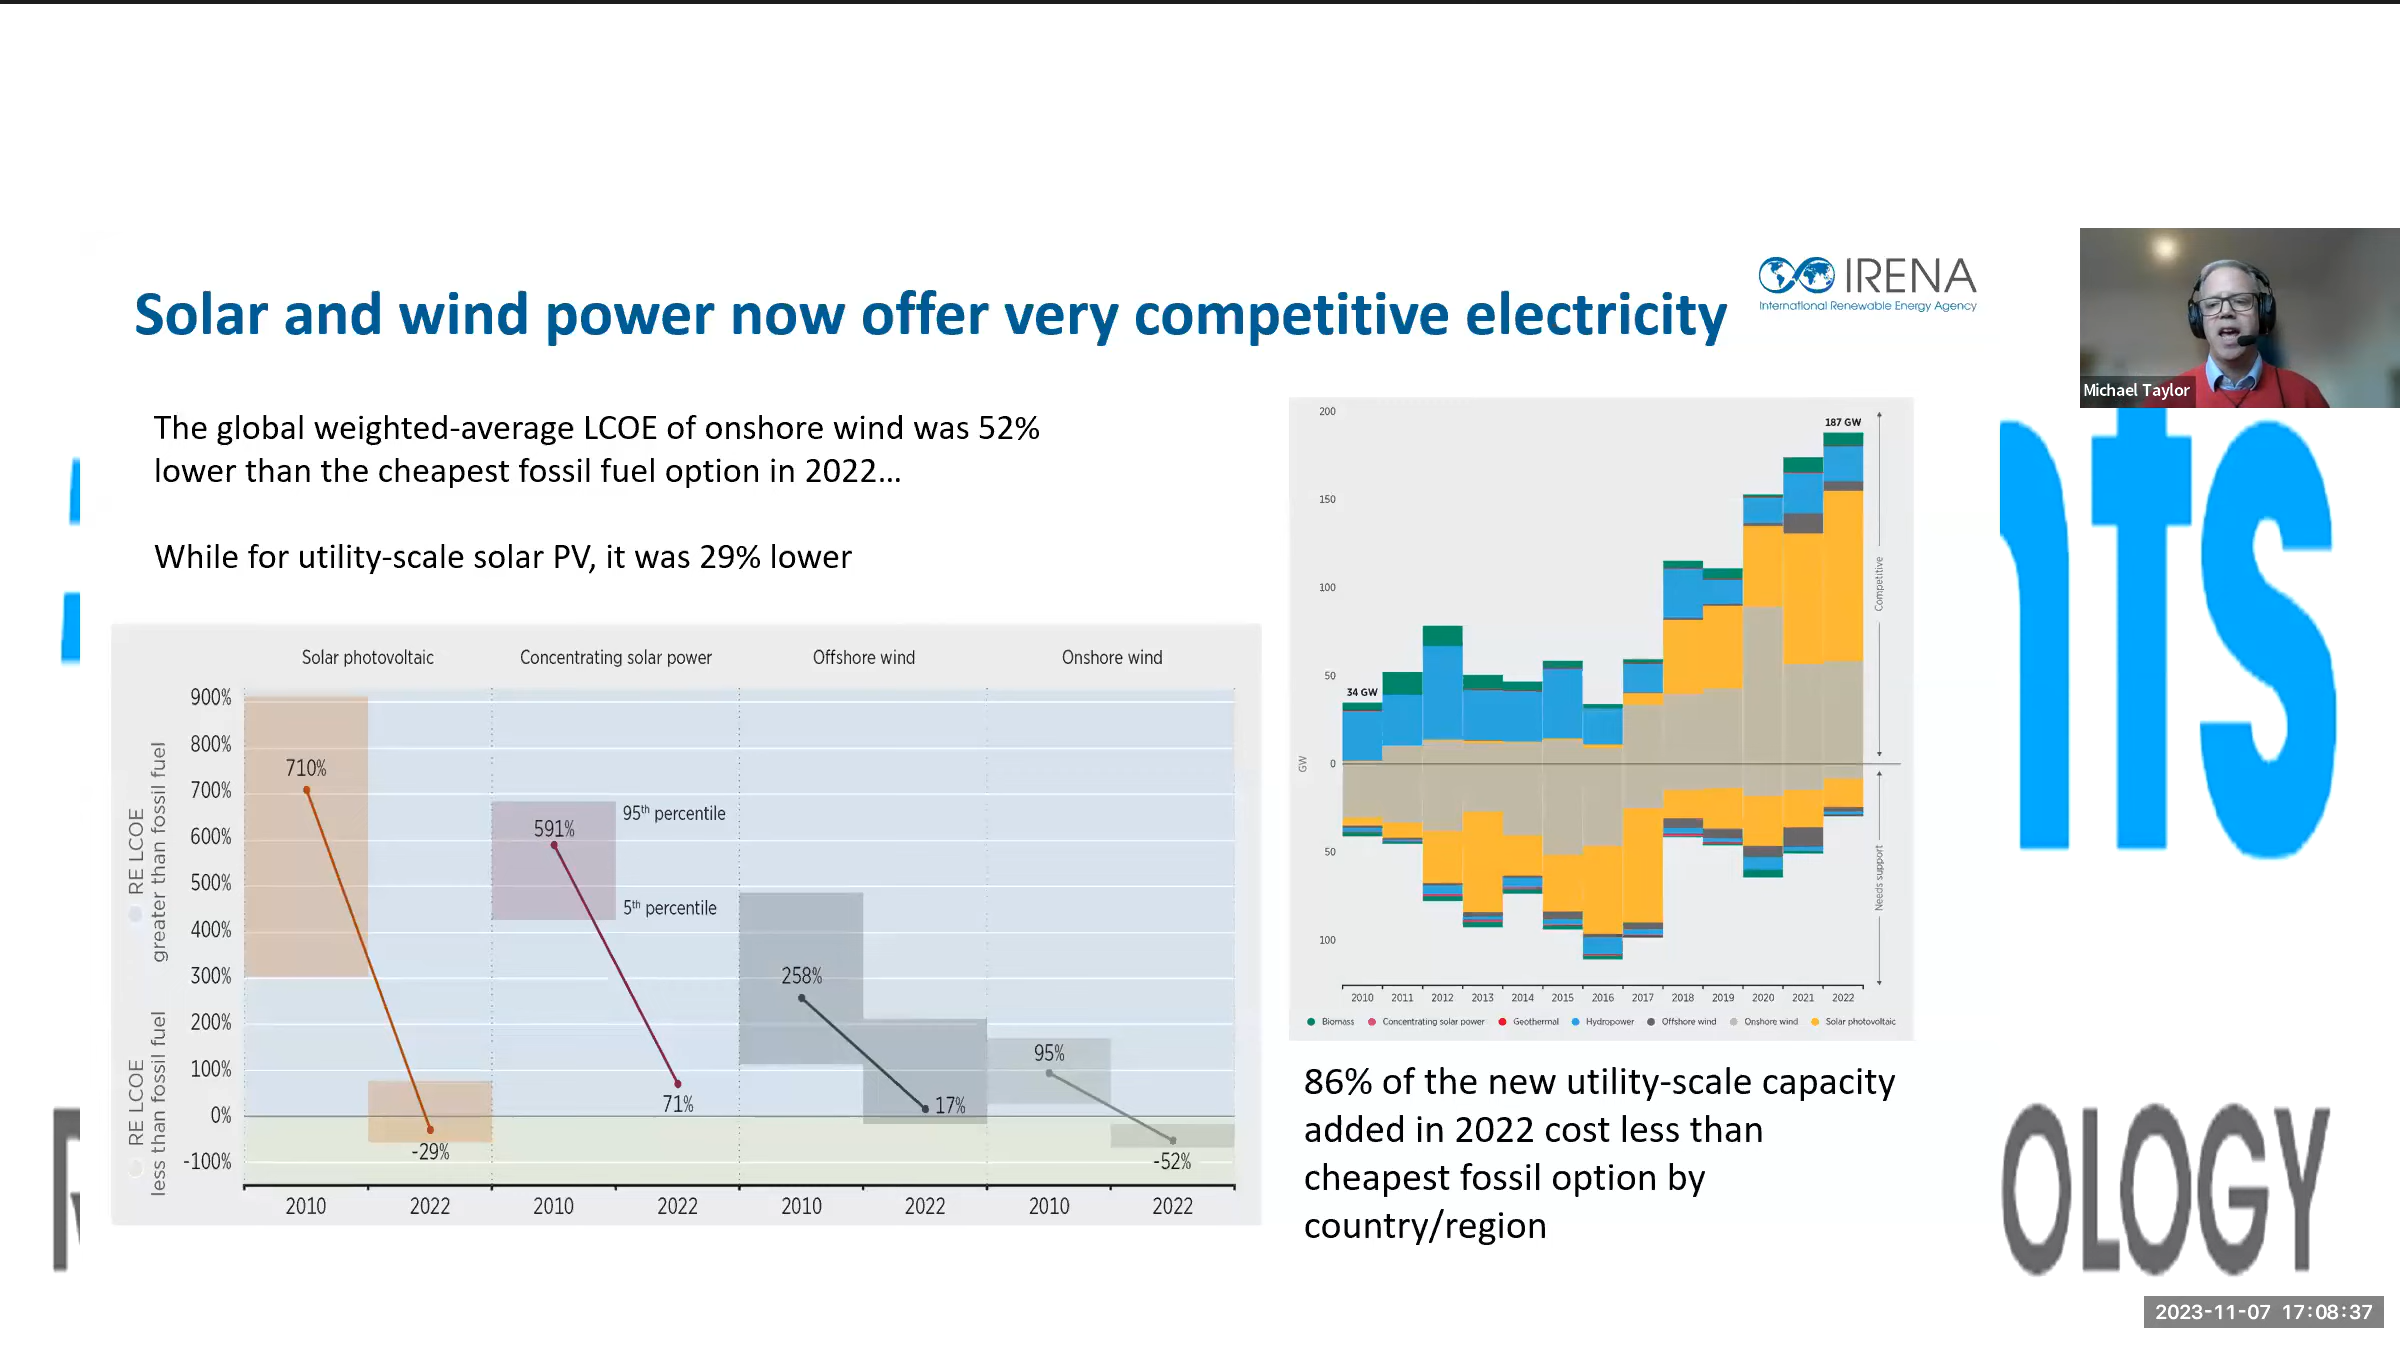 IRENA
International Renewable Energy Agency
Solar and wind power now offer very competitive electricity
Michael Taylor
The global weighted-average LCOE of onshore wind was 52%
lower than the cheapest fossil fuel option in 2022...
While for utility-scale solar PV, it was 29% lower
Solar photovoltaic
Concentrating solar power
Offshore wind
Onshore wind
RE LCOE
greater than fossil fuel
RE LCOE
less than fossil fuel
900%
800%
700%
600%
500%
400%
300%
200%
100%
0%
-100%
710%
-29%
591%
95th percentile
5th percentile
71%
258%
17%
95%
-52%
2010 2022 2010 2022 2010 2022 2010 2022
200
150
100
50
0
50
100
GW
34 GW
187 GW
Competitive
Needs support
2010 2011 2012 2013 2014 2015 2016 2017 2018 2019 2020 2021 2022
Biomass Concentrating solar power Geothermal Hydropower Offshore wind Onshore wind Solar photovoltaic
86% of the new utility-scale capacity
added in 2022 cost less than
cheapest fossil option by
country/region
nts
OLOGY
2023-11-07 17:08:37